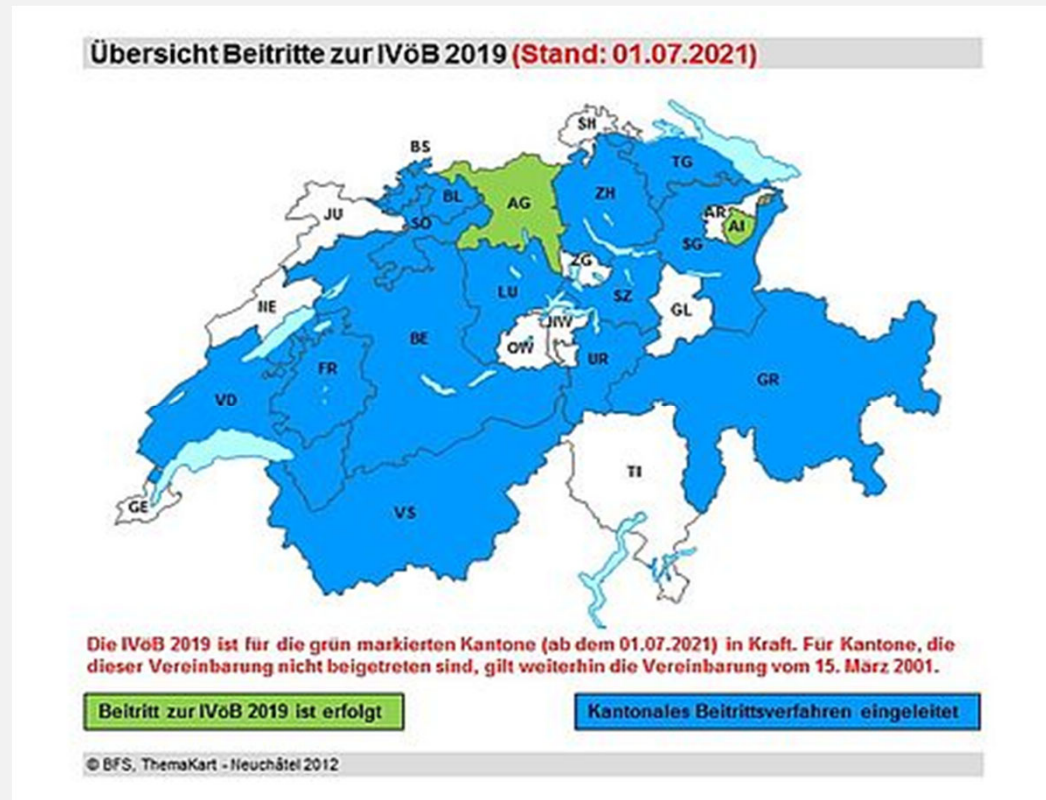 Übersicht Beitritte zur IVöB 2019 (Stand: 01.07.2021)
SH
BS
TG
BL
ZH
AG
JU
AR
SO
AI
SG
ZG
LU
SZ
NE
GL
NW
BE
OW
UR
FR
GR
VD
TI
GE
VS
Die IVöB 2019 ist für die grün markierten Kantone (ab dem 01.07.2021) in Kraft. Für Kantone, die
dieser Vereinbarung nicht beigetreten sind, gilt weiterhin die Vereinbarung vom 15. März 2001.
Beitritt zur IVöB 2019 ist erfolgt
Kantonales Beitrittsverfahren eingeleitet
© BFS, ThemaKart - Neuchâtel 2012